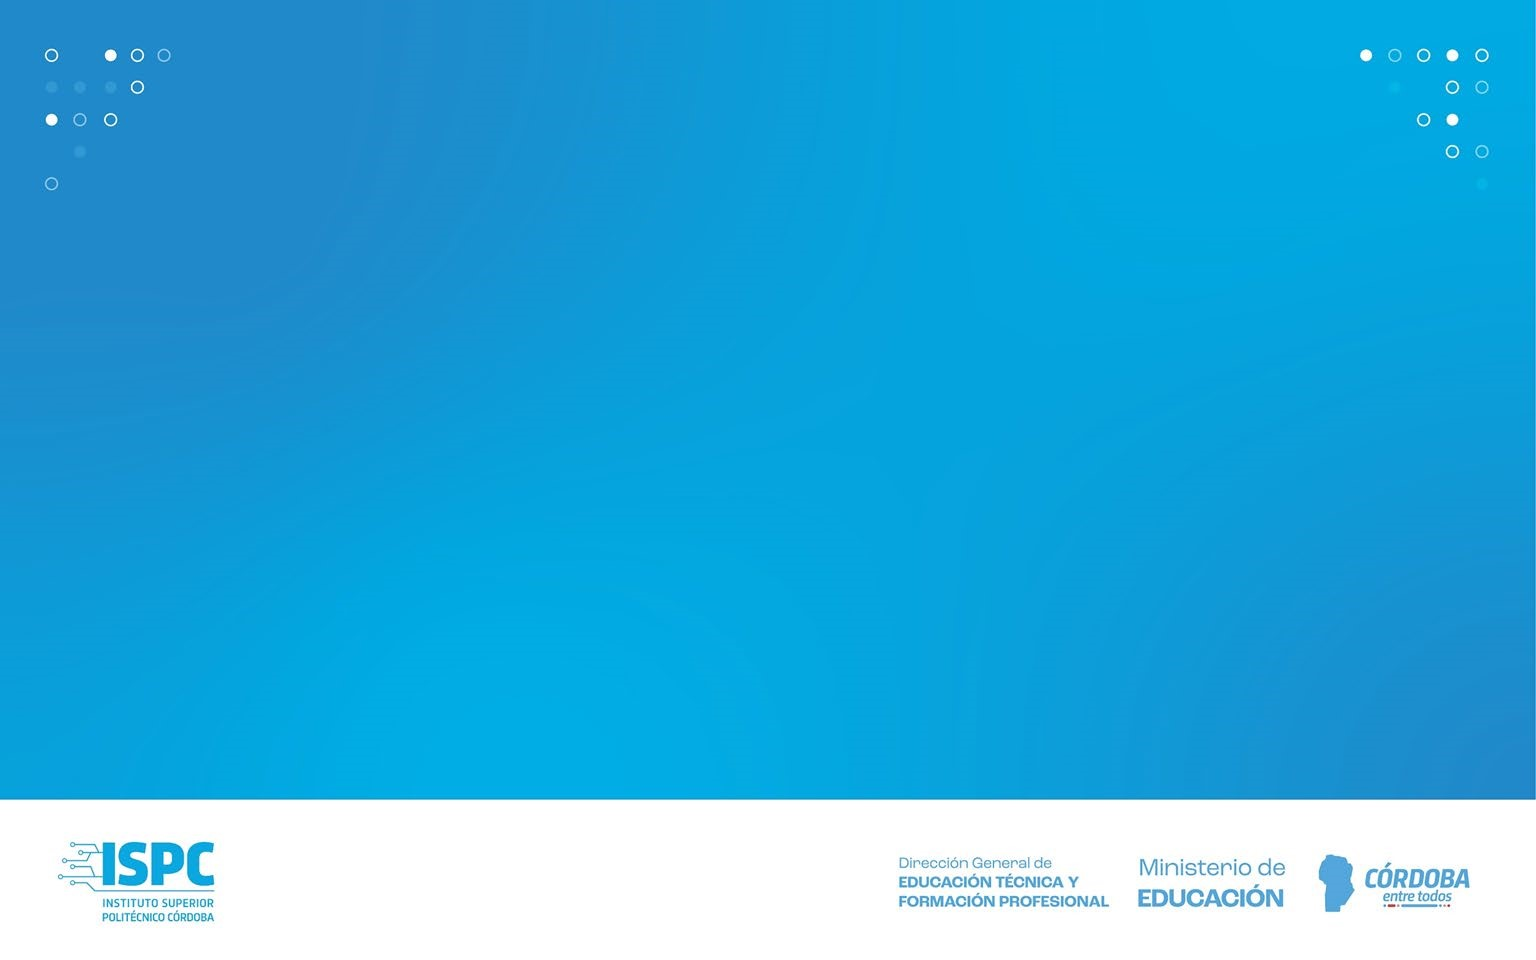 ISPC
INSTITUTO SUPERIOR
POLITÉCNICO CÓRDOBA
Dirección General de
EDUCACIÓN TÉCNICA Y
FORMACIÓN PROFESIONAL
Ministerio de
EDUCACIÓN
CÓRDOBA
entre todos